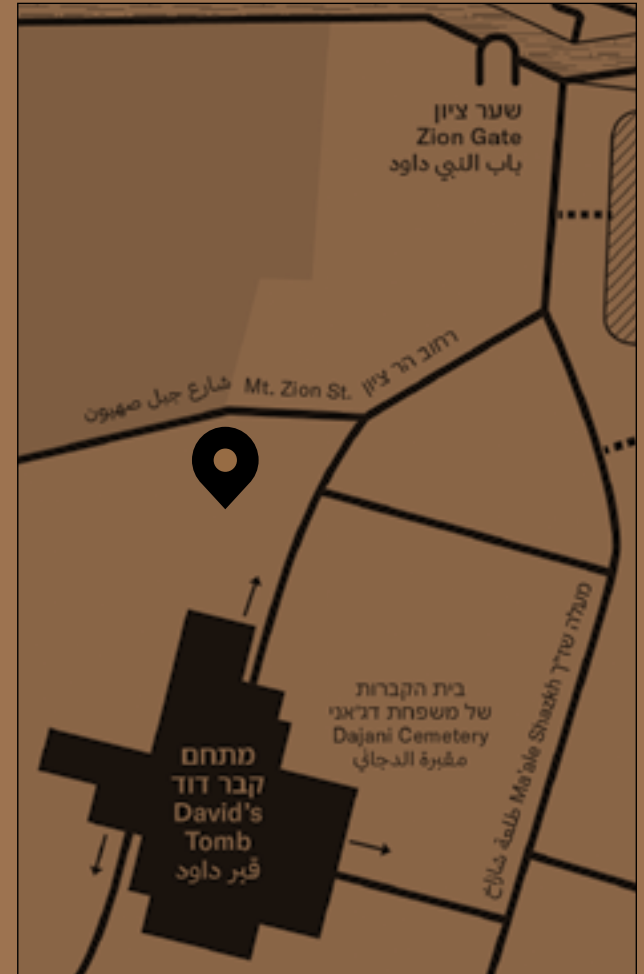 שער ציון
Zion Gate
باب النبي داود
شارع جبل صهيون Mt. Zion St. רחוב הר ציון
בית הקברות
של משפחת דג׳אני
Dajani Cemetery
مقبرة الدجاني
מעלה שז״ך Ma'ale Shazkh طلعة شازاخ
מתחם
קבר דוד
David's
Tomb
قبر داود